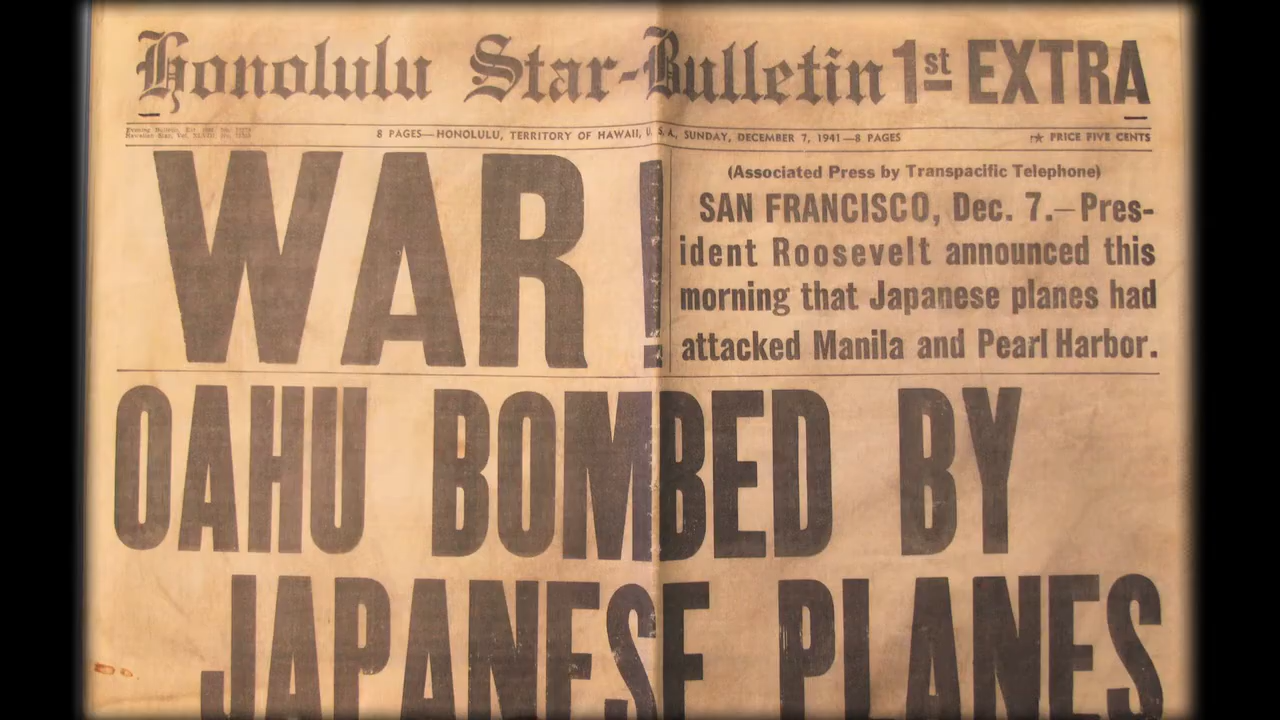 Honolulu Star-Bulletin 1st EXTRA
8 PAGES—HONOLULU, TERRITORY OF HAWAII, U. S. A., SUNDAY, DECEMBER 7, 1941—8 PAGES
PRICE FIVE CENTS
WAR!
(Associated Press by Transpacific Telephone)
SAN FRANCISCO, Dec. 7.—Pres-
ident Roosevelt announced this
morning that Japanese planes had
attacked Manila and Pearl Harbor.
OAHU BOMBED BY
JAPANESE PLANES